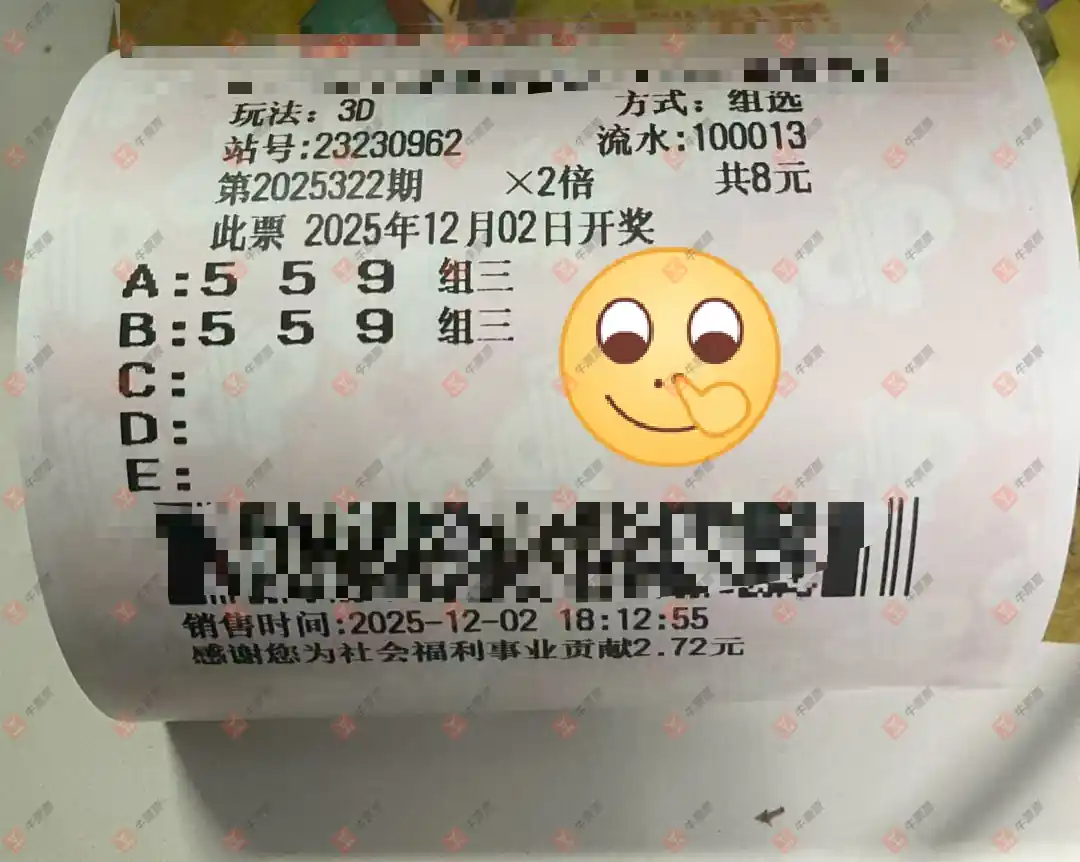 玩法：3D 方式：组选
站号:23230962 流水:100013
第2025322期 ×2倍 共8元
此票 2025年12月02日开奖
A:5 5 9 组三
B:5 5 9 组三
C:
D:
E:
销售时间:2025-12-02 18:12:55
感谢您为社会福利事业贡献2.72元